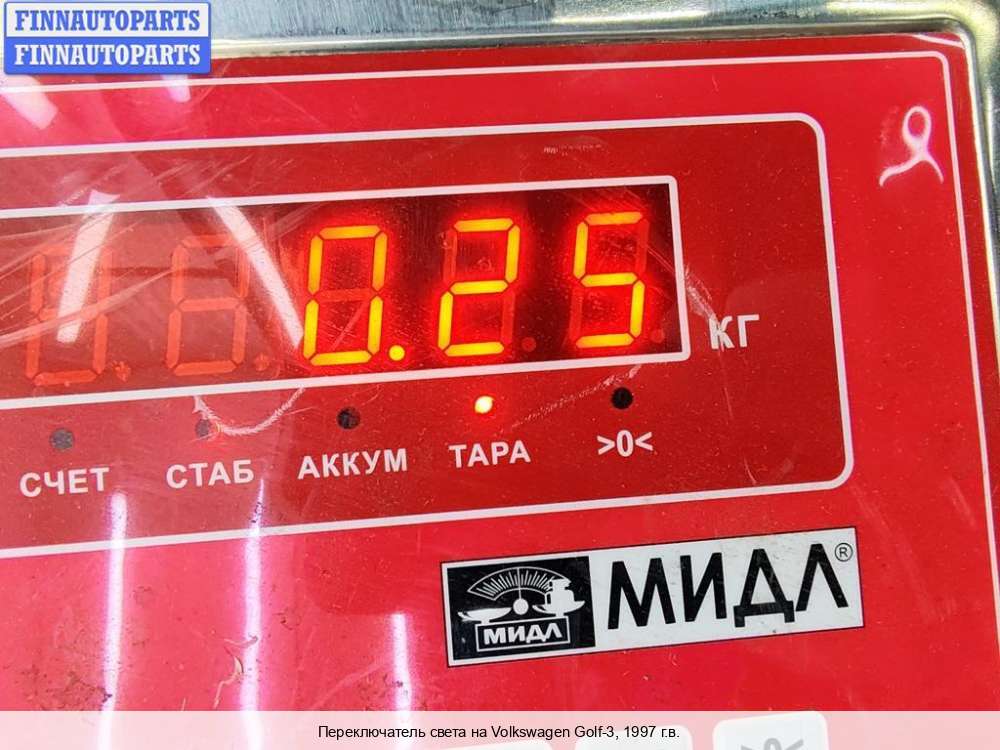 FINNAUTOPARTS
FINNAUTOPARTS
0.25
КГ
СЧЕТ СТАБ АККУМ ТАРА >0<
МИДЛ МИДЛ®
Переключатель света на Volkswagen Golf-3, 1997 г.в.